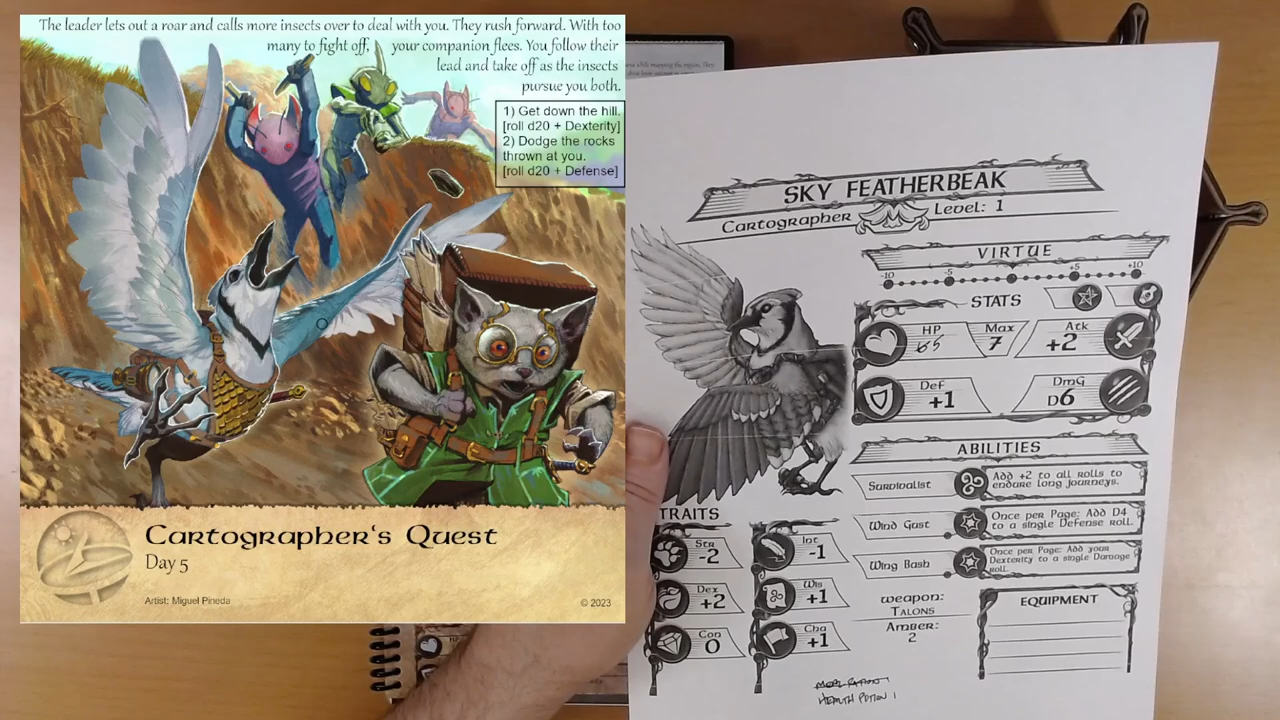 The leader lets out a roar and calls more insects over to deal with you. They rush forward. With too
many to fight off, your companion flees. You follow their
lead and take off as the insects
pursue you both.
1) Get down the hill.
[roll d20 + Dexterity]
2) Dodge the rocks
thrown at you.
[roll d20 + Defense]
Cartographer's Quest
Day 5
Artist: Miguel Pineda
© 2023
SKY FEATHERBEAK
Cartographer Level: 1
VIRTUE
-10 -5 +5 +10
STATS
HP Max Atk
65 7 +2
Def DmG
+1 D6
ABILITIES
Survivalist
Add +2 to all rolls to
endure long journeys.
Wind Gust
Once per Page: Add D4
to a single Defense roll.
Wing Bash
Once per Page: Add your
Dexterity to a single Damage
roll.
TRAITS
Str
-2
Dex
+2
Con
0
Int
-1
Wis
+1
Cha
+1
weapon:
Talons
Amber:
2
EQUIPMENT
HEALTH POTION 1
HP